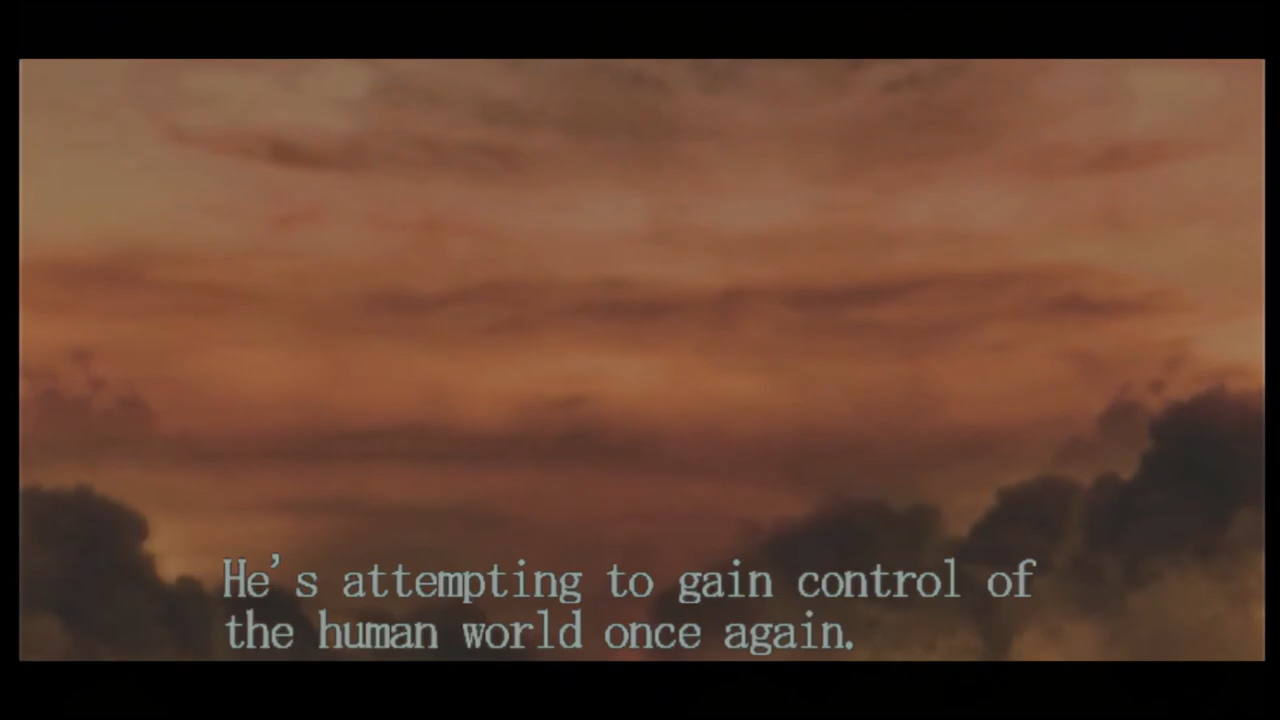 He's attempting to gain control of
the human world once again.